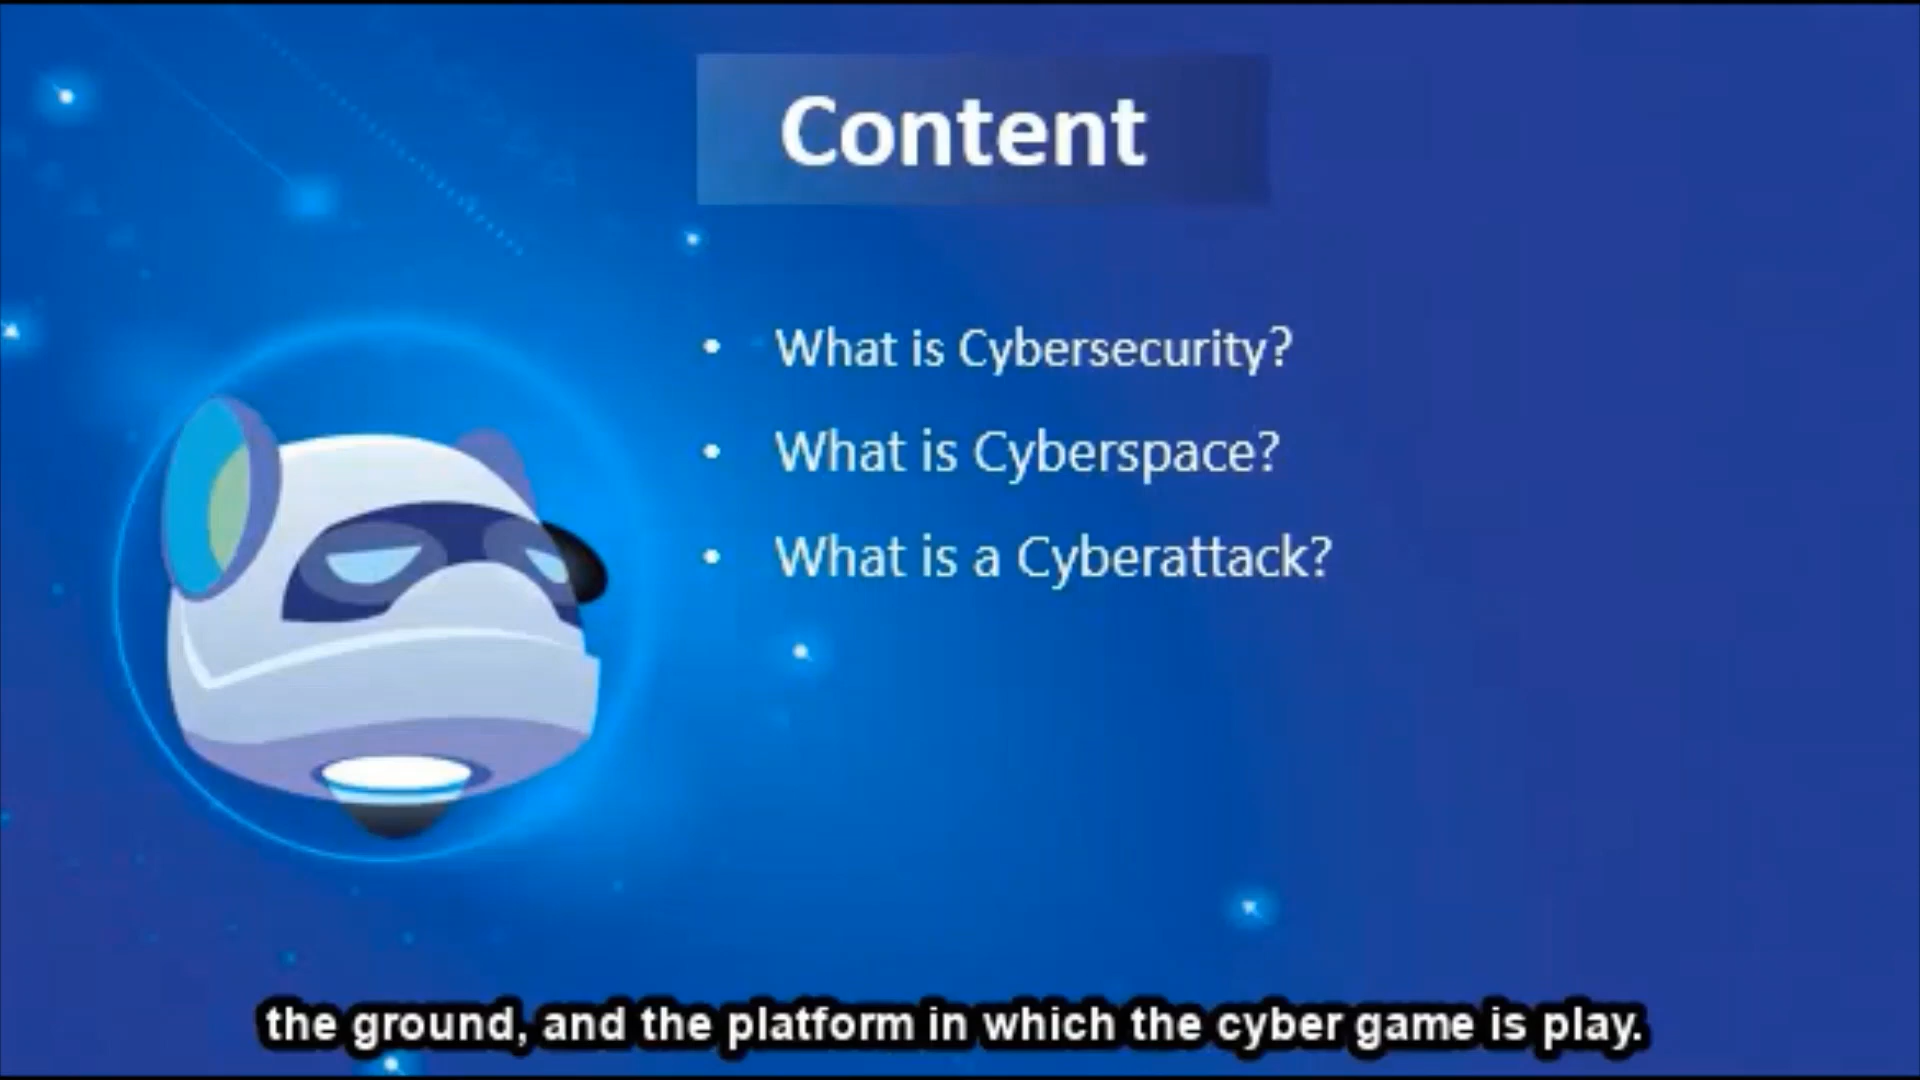 Content
• What is Cybersecurity?
• What is Cyberspace?
• What is a Cyberattack?
the ground, and the platform in which the cyber game is play.